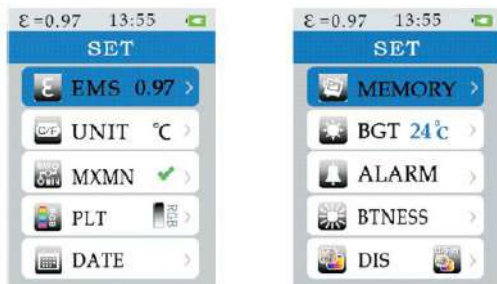 ε=0.97 13:55
SET
ε EMS 0.97 >
C/F UNIT °C >
MXMN >
PLT RGB >
DATE >
ε=0.97 13:55
SET
MEMORY >
BGT 24°c >
ALARM >
BTNESS >
DIS >